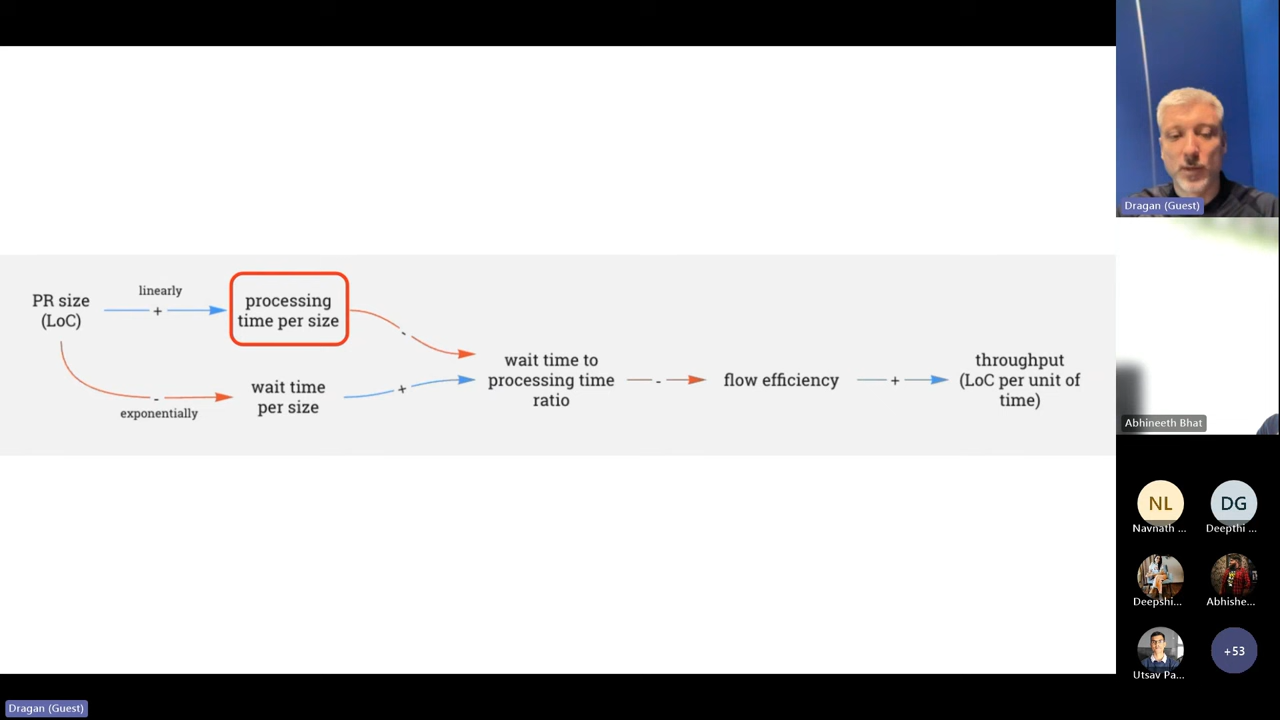 linearly
PR size
(LoC)
+
processing
time per size
-
wait time
per size
-
exponentially
+
wait time to
processing time
ratio
-
flow efficiency
+
throughput
(LoC per unit of
time)
Dragan (Guest)
Abhineeth Bhat
NL
DG
Navnath ...
Deepthi ...
Deepshi...
Abhishe...
Utsav Pa...
+53
Dragan (Guest)